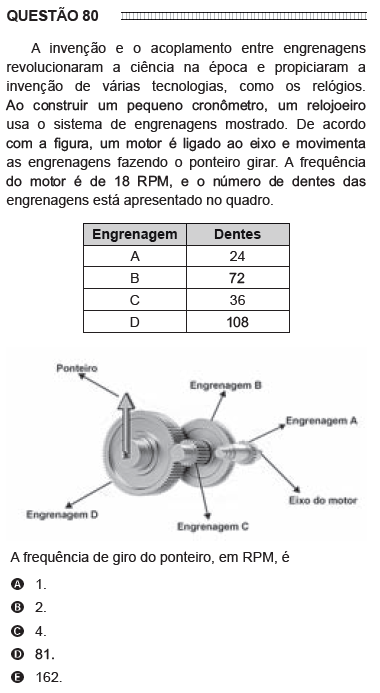 QUESTÃO 80
A invenção e o acoplamento entre engrenagens
revolucionaram a ciência na época e propiciaram a
invenção de várias tecnologias, como os relógios.
Ao construir um pequeno cronômetro, um relojoeiro
usa o sistema de engrenagens mostrado. De acordo
com a figura, um motor é ligado ao eixo e movimenta
as engrenagens fazendo o ponteiro girar. A frequência
do motor é de 18 RPM, e o número de dentes das
engrenagens está apresentado no quadro.
Engrenagem Dentes
A 24
B 72
C 36
D 108
Ponteiro
Engrenagem B
Engrenagem A
Eixo do motor
Engrenagem D
Engrenagem C
A frequência de giro do ponteiro, em RPM, é
A 1.
B 2.
C 4.
D 81.
E 162.